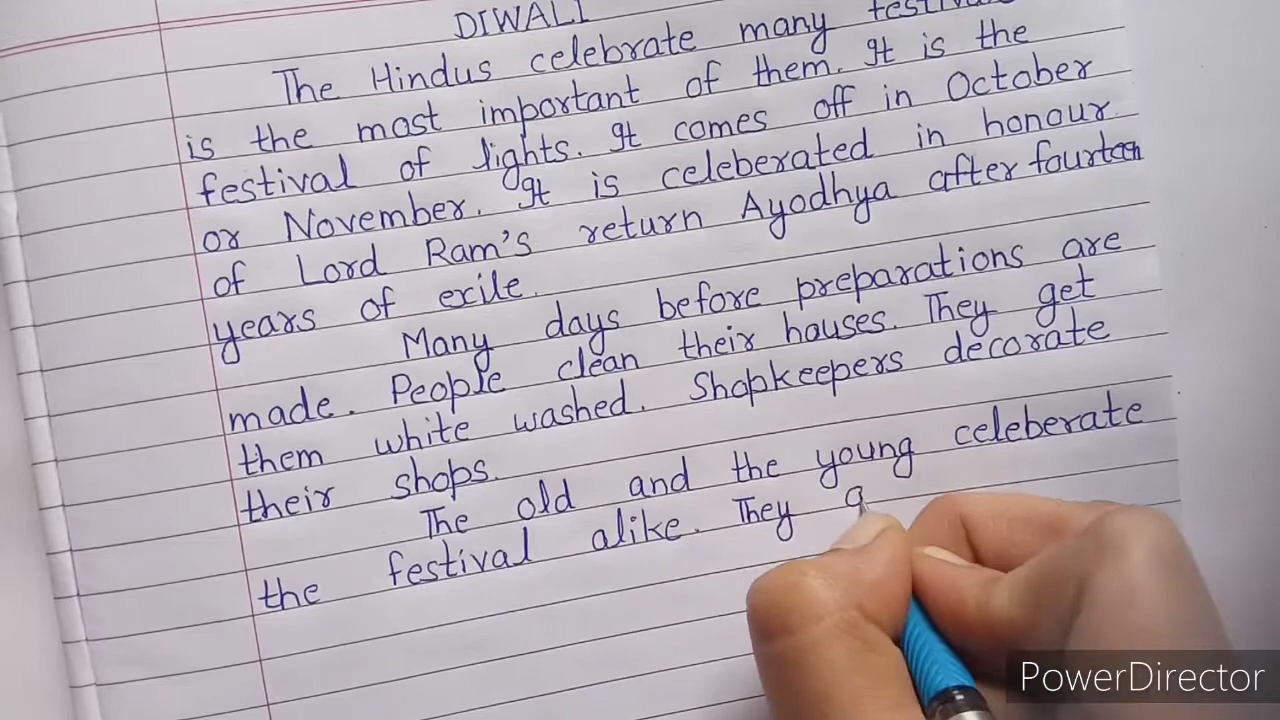 DIWALI
The Hindus celebrate many
is the most important of them. It is the
festival of lights. It comes off in October
or November. It is celeberated in honour
of Lord Ram's return Ayodhya after fourteen
years of exile.
Many days before preparations are
made. People clean their houses. They get
them white washed. Shopkeepers decorate
their shops.
The old and the young celeberate
the festival alike. They
PowerDirector